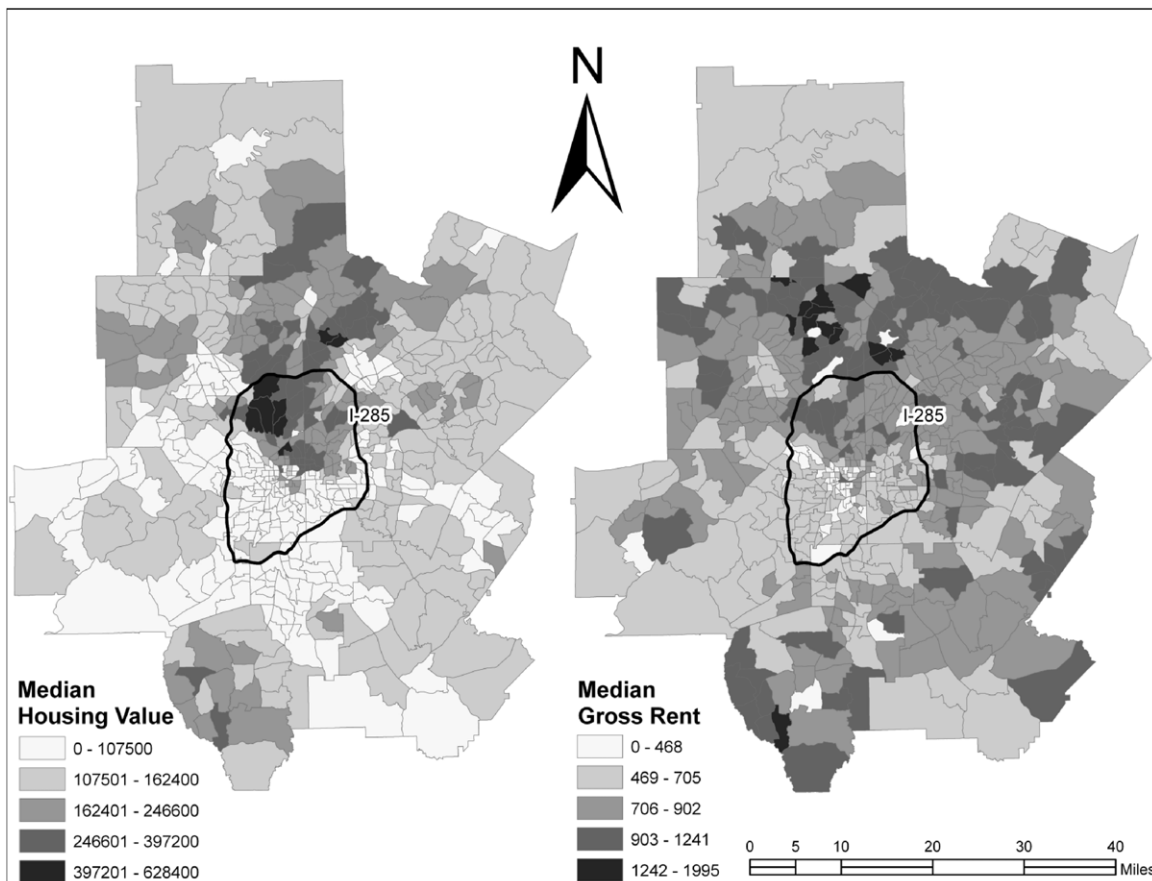 N
I-285
I-285
Median
Housing Value
0 - 107500
107501 - 162400
162401 - 246600
246601 - 397200
397201 - 628400
Median
Gross Rent
0 - 468
469 - 705
706 - 902
903 - 1241
1242 - 1995
0 5 10 20 30 40
Miles